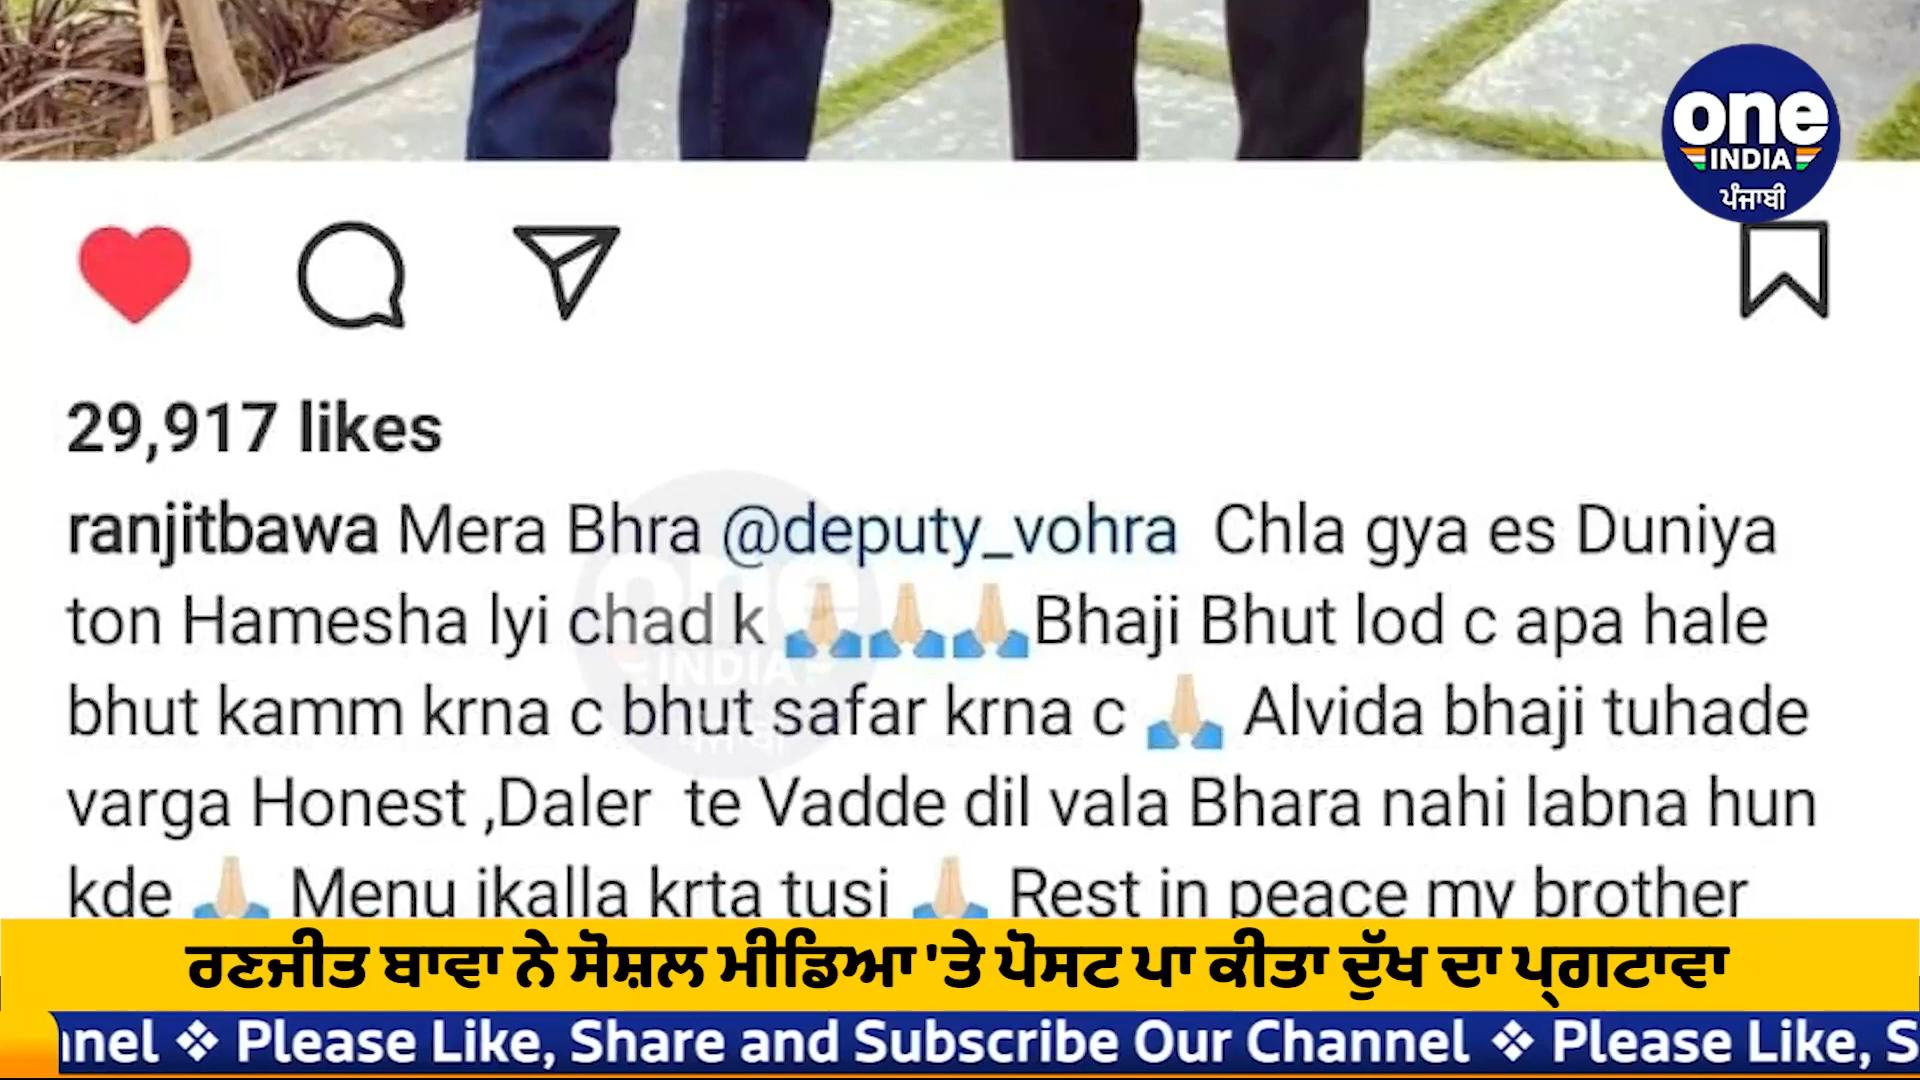 one
INDIA
ਪੰਜਾਬੀ
29,917 likes
ranjitbawa Mera Bhra @deputy_vohra Chla gya es Duniya
ton Hamesha lyi chad k 🙏🏻🙏🏻🙏🏻Bhaji Bhut lod c apa hale
bhut kamm krna c bhut safar krna c 🙏🏻 Alvida bhaji tuhade
varga Honest ,Daler te Vadde dil vala Bhara nahi labna hun
kde 🙏🏻 Menu ikalla krta tusi 🙏🏻 Rest in peace my brother
ਰਣਜੀਤ ਬਾਵਾ ਨੇ ਸੋਸ਼ਲ ਮੀਡਿਆ 'ਤੇ ਪੋਸਟ ਪਾ ਕੀਤਾ ਦੁੱਖ ਦਾ ਪ੍ਰਗਟਾਵਾ
nnel ❖ Please Like, Share and Subscribe Our Channel ❖ Please Like, S